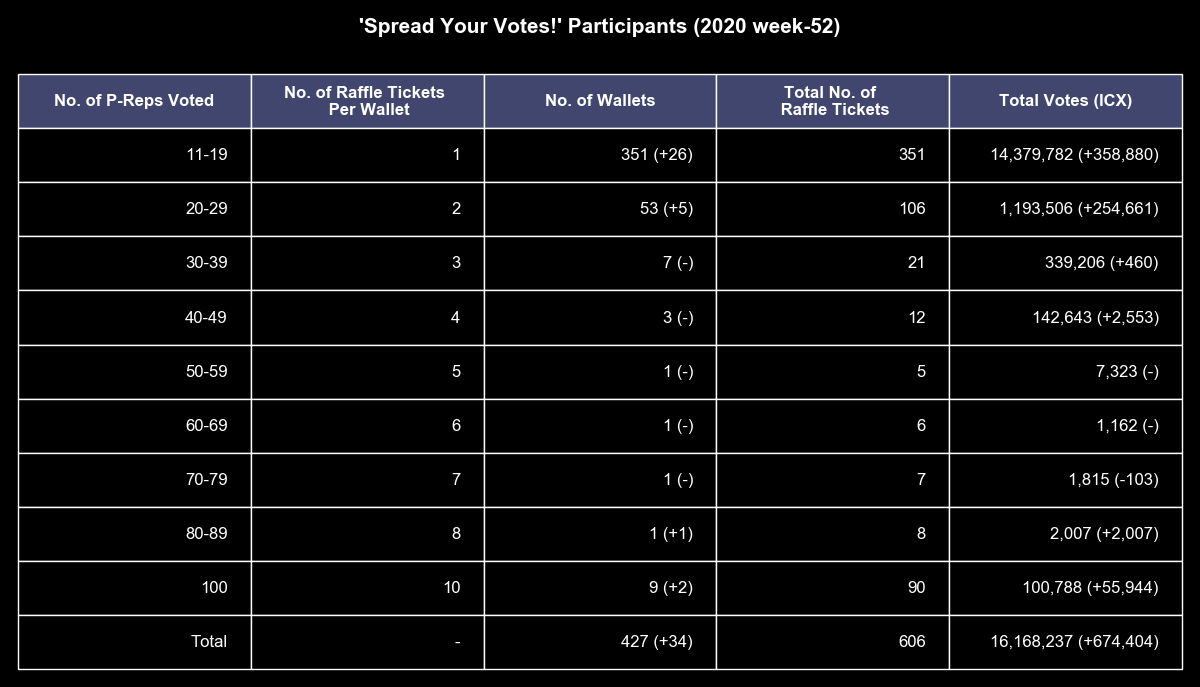 'Spread Your Votes!' Participants (2020 week-52)
No. of P-Reps Voted No. of Raffle Tickets Per Wallet No. of Wallets Total No. of Raffle Tickets Total Votes (ICX)
11-19 1 351 (+26) 351 14,379,782 (+358,880)
20-29 2 53 (+5) 106 1,193,506 (+254,661)
30-39 3 7 (-) 21 339,206 (+460)
40-49 4 3 (-) 12 142,643 (+2,553)
50-59 5 1 (-) 5 7,323 (-)
60-69 6 1 (-) 6 1,162 (-)
70-79 7 1 (-) 7 1,815 (-103)
80-89 8 1 (+1) 8 2,007 (+2,007)
100 10 9 (+2) 90 100,788 (+55,944)
Total - 427 (+34) 606 16,168,237 (+674,404)